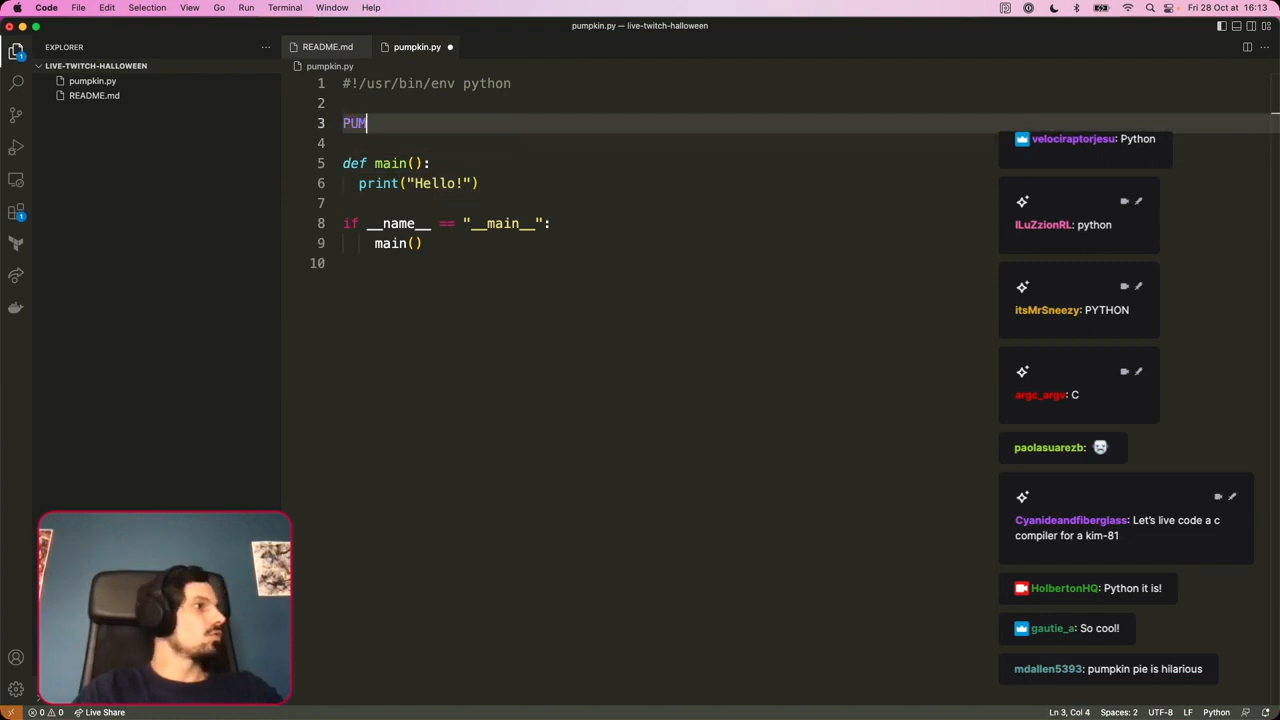 Code File Edit Selection View Go Run Terminal Window Help Fri 28 Oct at 16:13
pumpkin.py — live-twitch-halloween
EXPLORER
README.md
pumpkin.py
LIVE-TWITCH-HALLOWEEN
pumpkin.py
README.md
pumpkin.py
1 #!/usr/bin/env python
2
3 PUM
4
5 def main():
6 print("Hello!")
7
8 if __name__ == "__main__":
9 main()
10
1
1
velociraptorjesu: Python
ILuZzionRL: python
itsMrSneezy: PYTHON
argc_argv: C
paolasuarezb:
Cyanideandfiberglass: Let's live code a c
compiler for a kim-81
HolbertonHQ: Python it is!
gautie_a: So cool!
mdallen5393: pumpkin pie is hilarious
0 0 Live Share
Ln 3, Col 4 Spaces: 2 UTF-8 LF Python